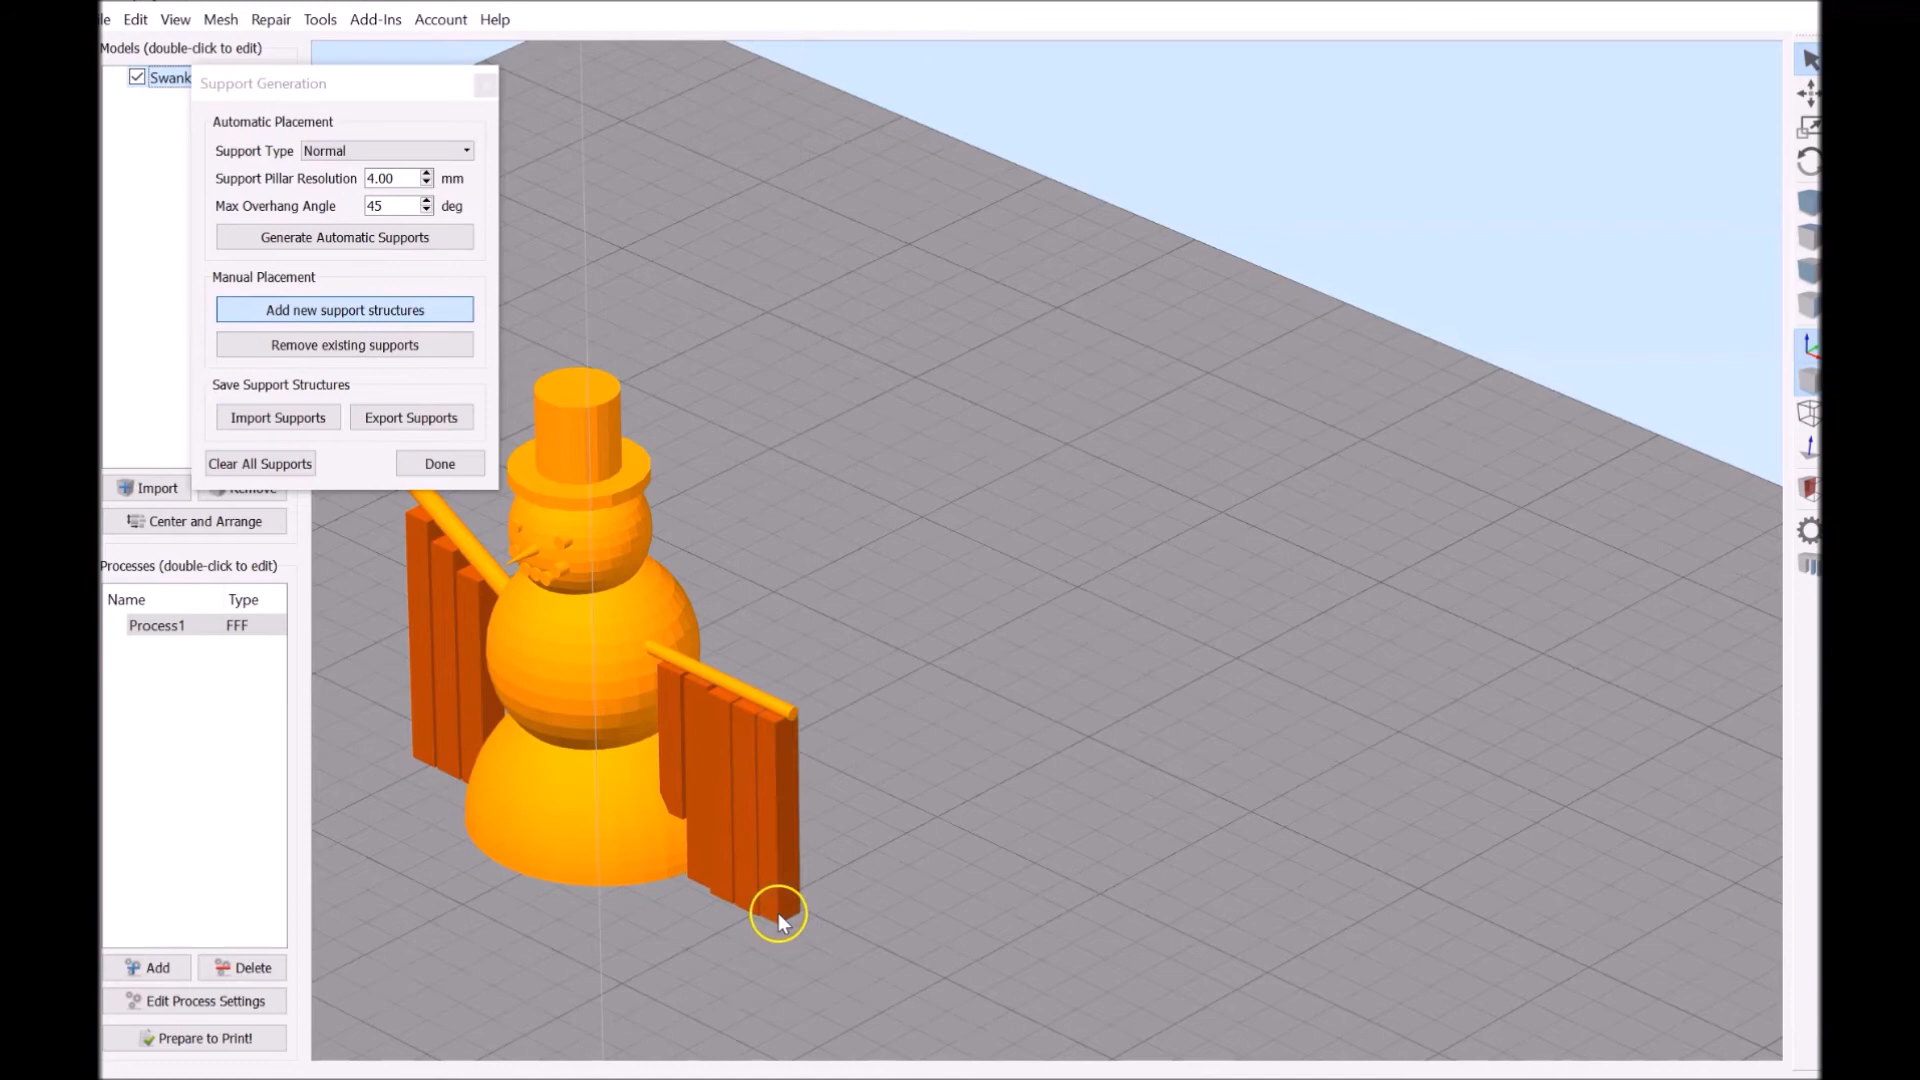 Edit View Mesh Repair Tools Add-Ins Account Help
Models (double-click to edit)
Swank
Support Generation
Automatic Placement
Support Type Normal
Support Pillar Resolution 4.00 mm
Max Overhang Angle 45 deg
Generate Automatic Supports
Manual Placement
Add new support structures
Remove existing supports
Save Support Structures
Import Supports Export Supports
Clear All Supports Done
Import Remove
Center and Arrange
Processes (double-click to edit)
Name Type
Process1 FFF
Add Delete
Edit Process Settings
Prepare to Print!